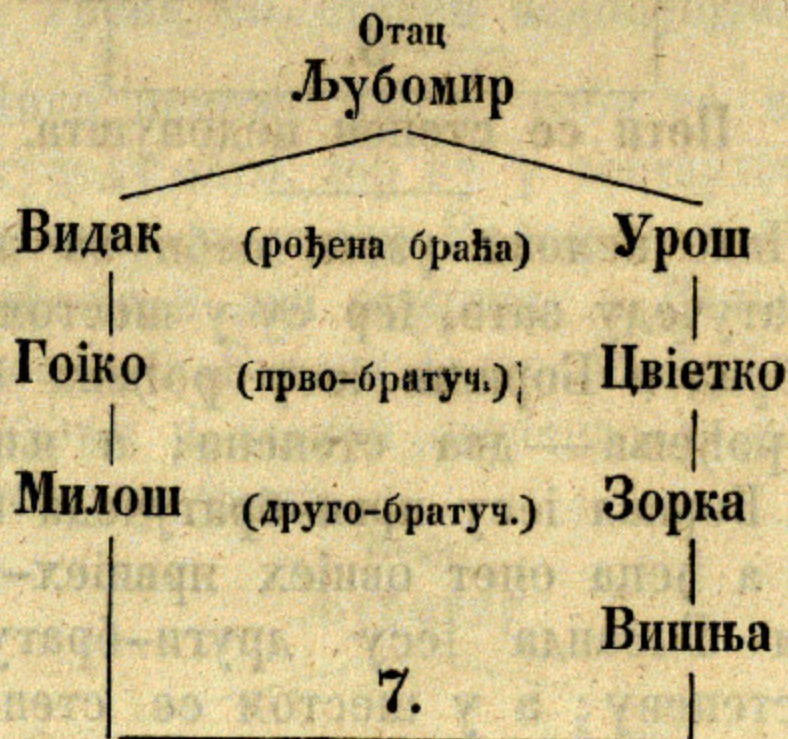 Отац
Љубомир
Видак (рођена браћа) Урош
Гоіко (прво-братуч.) Цвіетко
Милош (друго-братуч.) Зорка
Вишња
7.